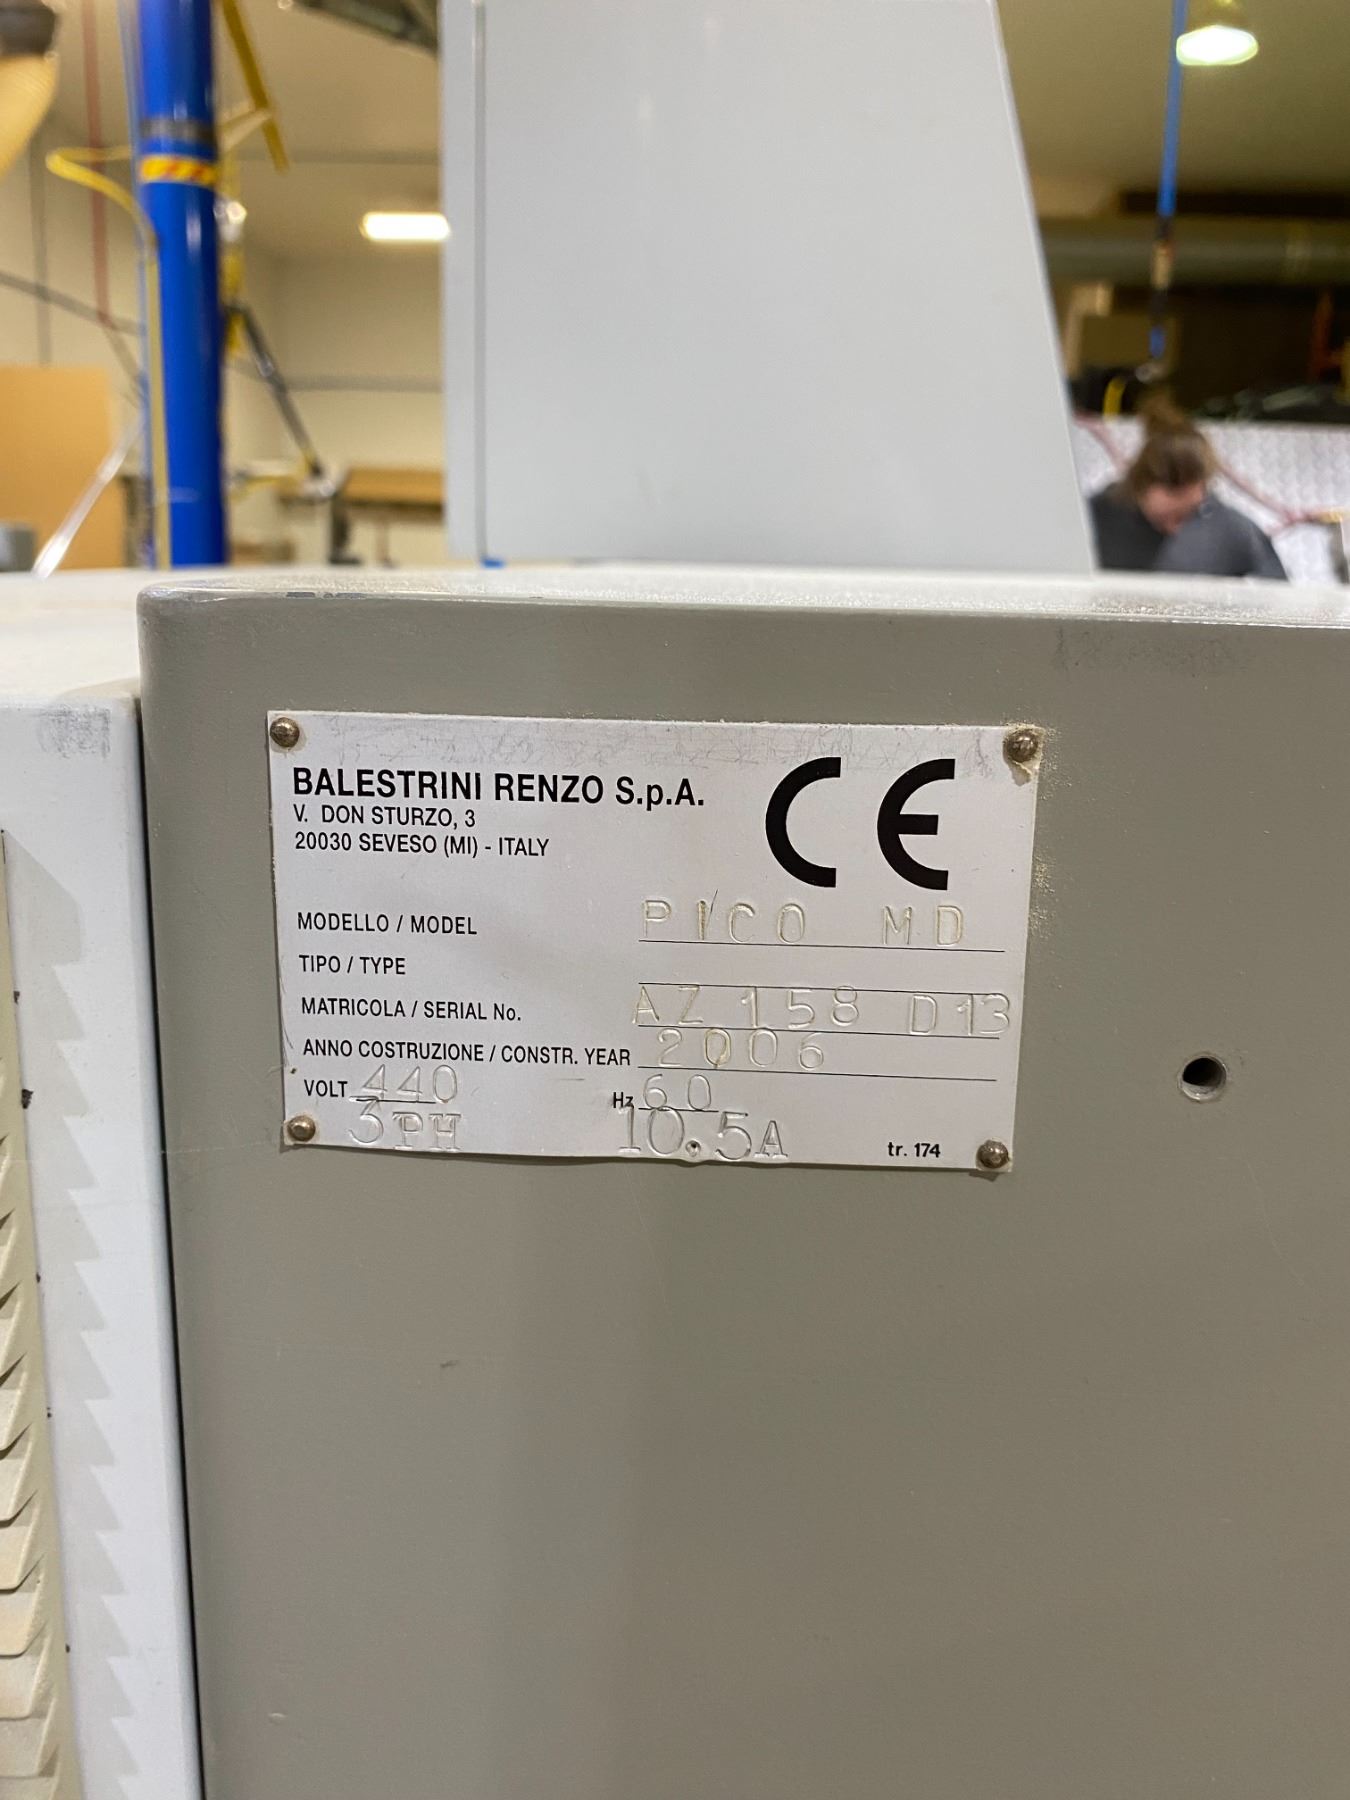 BALESTRINI RENZO S.p.A.
V. DON STURZO, 3
20030 SEVESO (MI) - ITALY
CE
MODELLO / MODEL PICO MD
TIPO / TYPE
MATRICOLA / SERIAL No. AZ 158 D13
ANNO COSTRUZIONE / CONSTR. YEAR 2006
VOLT 440 Hz 60
3PH 10.5A
tr. 174